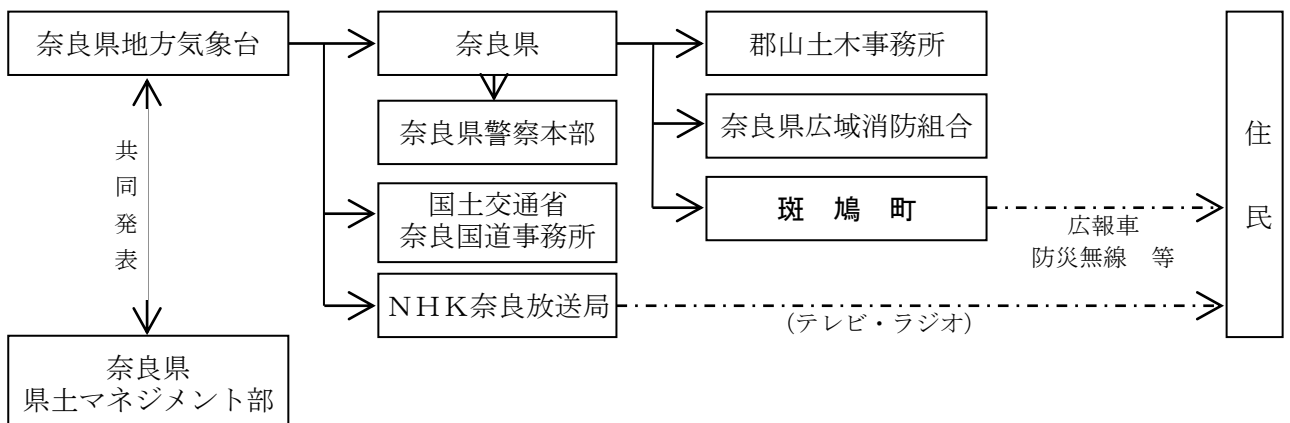 奈良県地方気象台
奈良県
郡山土木事務所
奈良県警察本部
奈良県広域消防組合
共同発表
国土交通省
奈良国道事務所
斑 鳩 町
広報車
防災無線 等
住民
NHK奈良放送局
(テレビ・ラジオ)
奈良県
県土マネジメント部